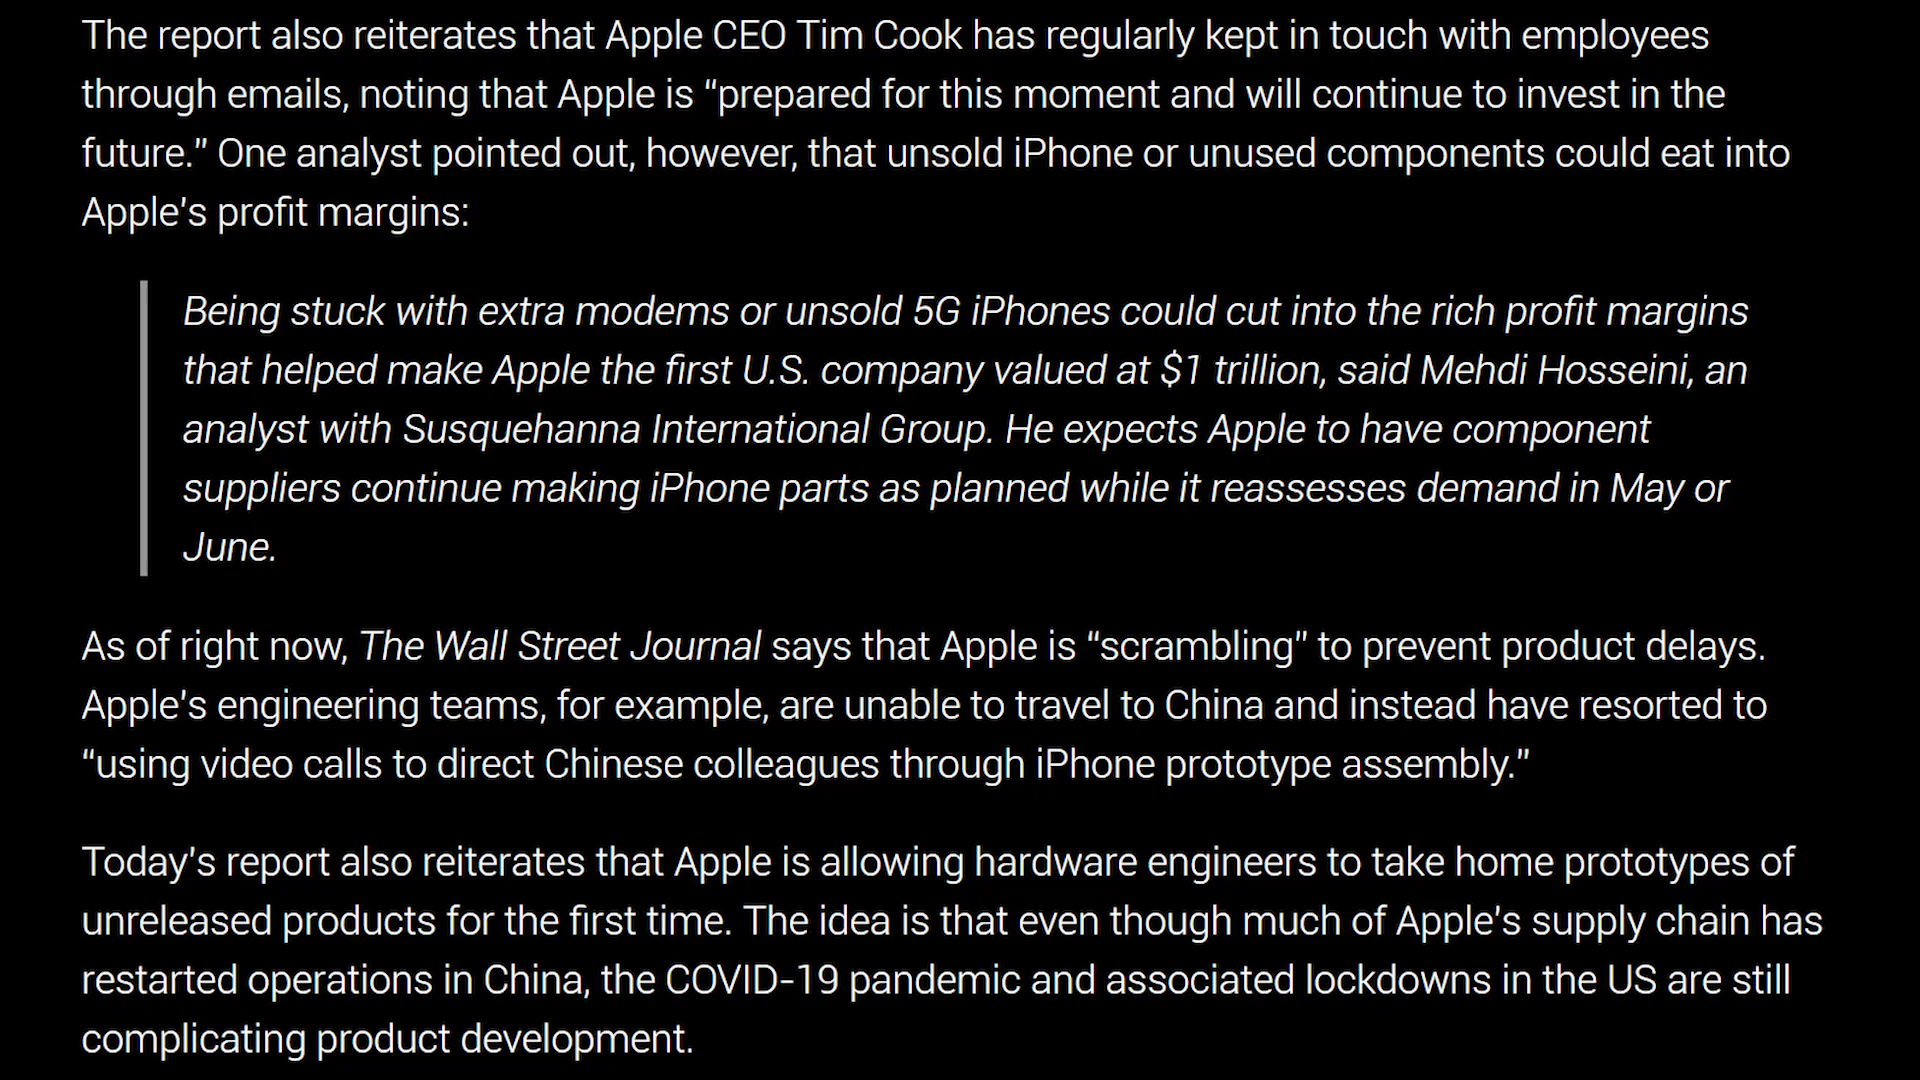 The report also reiterates that Apple CEO Tim Cook has regularly kept in touch with employees
through emails, noting that Apple is “prepared for this moment and will continue to invest in the
future.” One analyst pointed out, however, that unsold iPhone or unused components could eat into
Apple’s profit margins:
Being stuck with extra modems or unsold 5G iPhones could cut into the rich profit margins
that helped make Apple the first U.S. company valued at $1 trillion, said Mehdi Hosseini, an
analyst with Susquehanna International Group. He expects Apple to have component
suppliers continue making iPhone parts as planned while it reassesses demand in May or
June.
As of right now, The Wall Street Journal says that Apple is “scrambling” to prevent product delays.
Apple’s engineering teams, for example, are unable to travel to China and instead have resorted to
“using video calls to direct Chinese colleagues through iPhone prototype assembly.”
Today’s report also reiterates that Apple is allowing hardware engineers to take home prototypes of
unreleased products for the first time. The idea is that even though much of Apple’s supply chain has
restarted operations in China, the COVID-19 pandemic and associated lockdowns in the US are still
complicating product development.